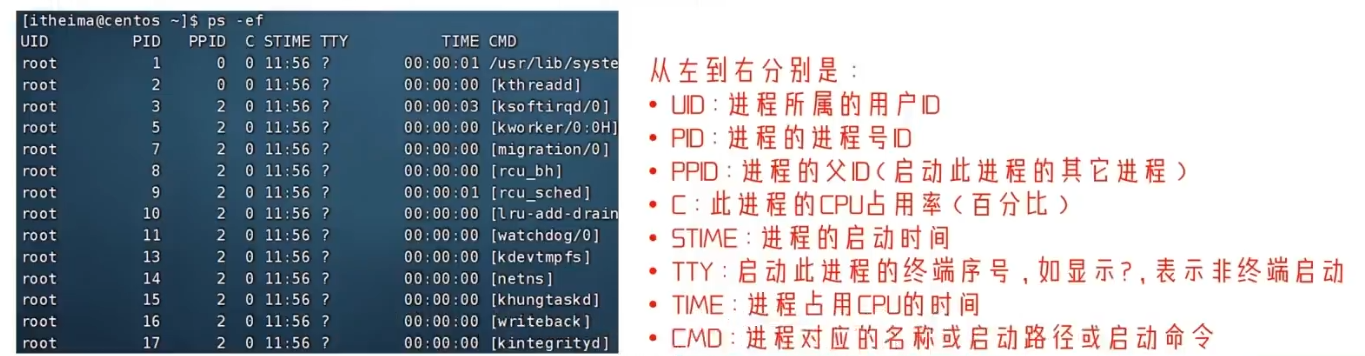 [itheima@centos ~]$ ps -ef
UID PID PPID C STIME TTY TIME CMD
root 1 0 0 11:56 ? 00:00:01 /usr/lib/syste
root 2 0 0 11:56 ? 00:00:00 [kthreadd]
root 3 2 0 11:56 ? 00:00:03 [ksoftirqd/0]
root 5 2 0 11:56 ? 00:00:00 [kworker/0:0H]
root 7 2 0 11:56 ? 00:00:00 [migration/0]
root 8 2 0 11:56 ? 00:00:00 [rcu_bh]
root 9 2 0 11:56 ? 00:00:01 [rcu_sched]
root 10 2 0 11:56 ? 00:00:00 [lru-add-drain
root 11 2 0 11:56 ? 00:00:00 [watchdog/0]
root 13 2 0 11:56 ? 00:00:00 [kdevtmpfs]
root 14 2 0 11:56 ? 00:00:00 [netns]
root 15 2 0 11:56 ? 00:00:00 [khungtaskd]
root 16 2 0 11:56 ? 00:00:00 [writeback]
root 17 2 0 11:56 ? 00:00:00 [kintegrityd]
从左到右分别是：
• UID：进程所属的用户ID
• PID：进程的进程号ID
• PPID：进程的父ID（启动此进程的其它进程）
• C：此进程的CPU占用率（百分比）
• STIME：进程的启动时间
• TTY：启动此进程的终端序号，如显示?，表示非终端启动
• TIME：进程占用CPU的时间
• CMD：进程对应的名称或启动路径或启动命令